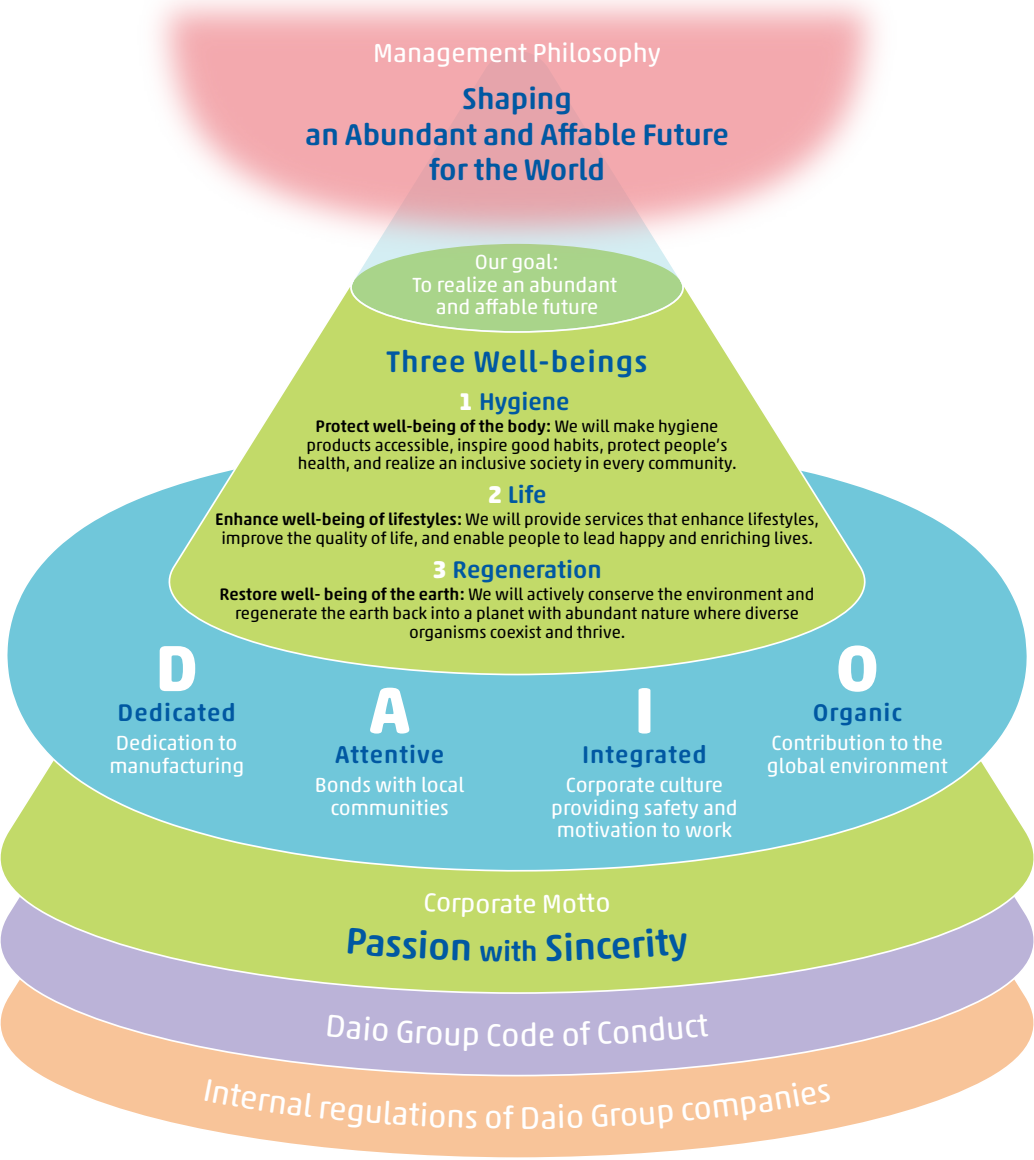 Management Philosophy
Shaping
an Abundant and Affable Future
for the World
Our goal:
To realize an abundant
and affable future
Three Well-beings
1 Hygiene
Protect well-being of the body: We will make hygiene
products accessible, inspire good habits, protect people's
health, and realize an inclusive society in every community.
2 Life
Enhance well-being of lifestyles: We will provide services that enhance lifestyles,
improve the quality of life, and enable people to lead happy and enriching lives.
3 Regeneration
Restore well- being of the earth: We will actively conserve the environment and
regenerate the earth back into a planet with abundant nature where diverse
organisms coexist and thrive.
D
Dedicated
Dedication to
manufacturing
A
Attentive
Bonds with local
communities
I
Integrated
Corporate culture
providing safety and
motivation to work
O
Organic
Contribution to the
global environment
Corporate Motto
Passion with Sincerity
Daio Group Code of Conduct
Internal regulations of Daio Group companies